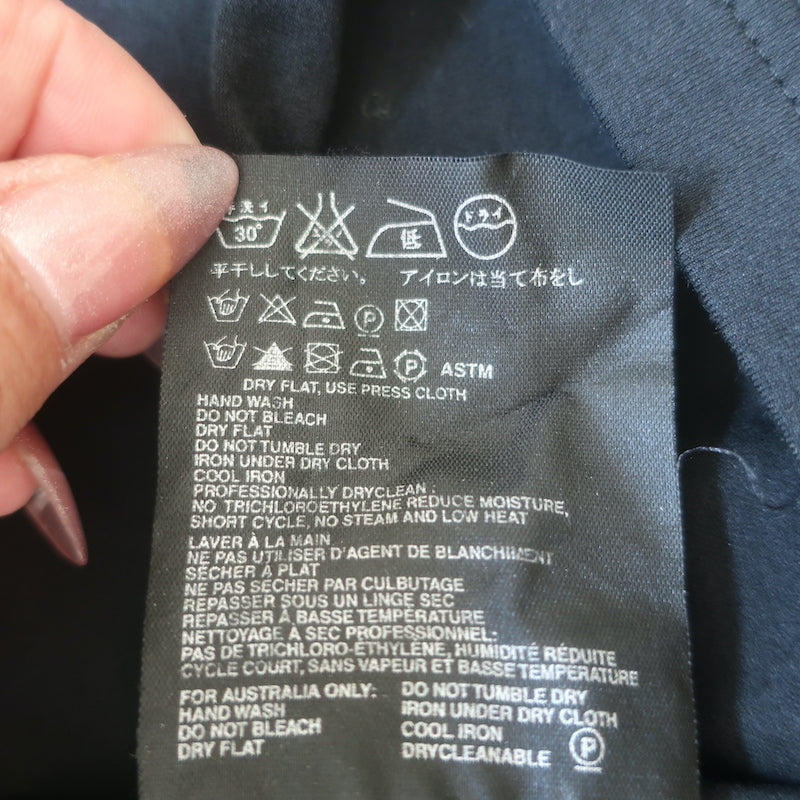 手洗イ
30°
低
ドライ
平干ししてください。 アイロンは当て布をし
P
P ASTM
DRY FLAT, USE PRESS CLOTH
HAND WASH
DO NOT BLEACH
DRY FLAT
DO NOT TUMBLE DRY
IRON UNDER DRY CLOTH
COOL IRON
PROFESSIONALLY DRYCLEAN :
NO TRICHLOROETHYLENE REDUCE MOISTURE,
SHORT CYCLE, NO STEAM AND LOW HEAT
LAVER À LA MAIN
NE PAS UTILISER D'AGENT DE BLANCHIMENT
SÉCHER À PLAT
NE PAS SÉCHER PAR CULBUTAGE
REPASSER SOUS UN LINGE SEC
REPASSER À BASSE TEMPÉRATURE
NETTOYAGE À SEC PROFESSIONNEL:
PAS DE TRICHLORO-ÉTHYLÈNE, HUMIDITÉ RÉDUITE
CYCLE COURT, SANS VAPEUR ET BASSE TEMPÉRATURE
FOR AUSTRALIA ONLY: DO NOT TUMBLE DRY
HAND WASH IRON UNDER DRY CLOTH
DO NOT BLEACH COOL IRON
DRY FLAT DRYCLEANABLE P